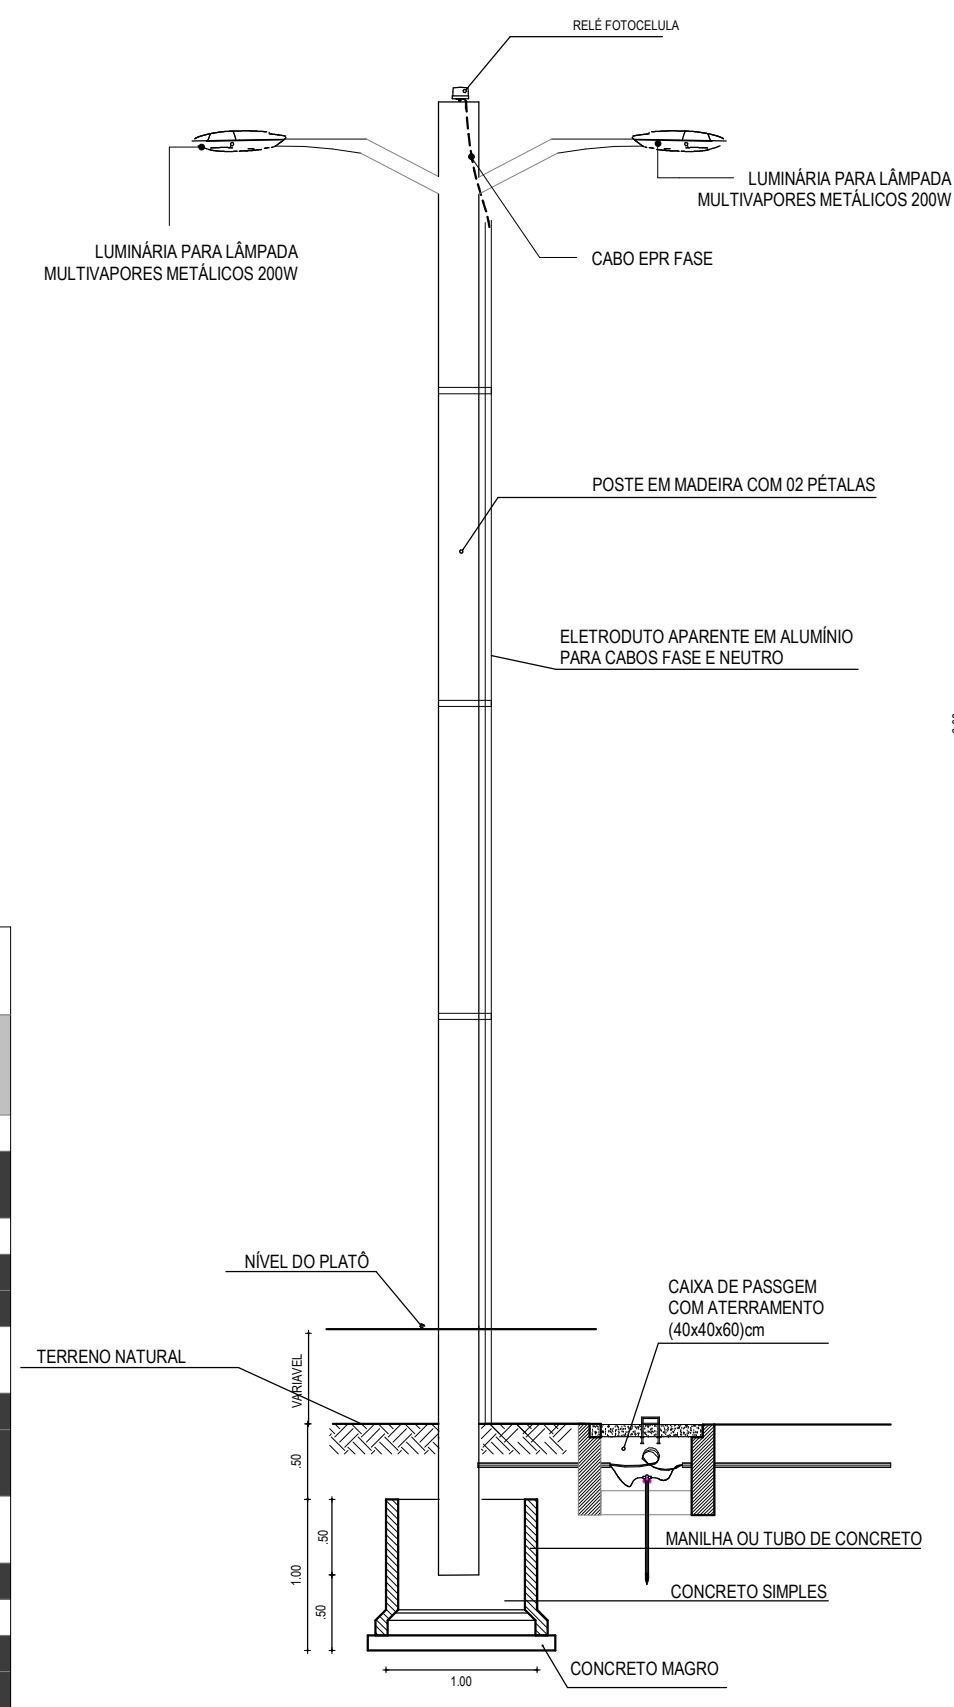 RELÉ FOTOCELULA
LUMINÁRIA PARA LÂMPADA
MULTIVAPORES METÁLICOS 200W
LUMINÁRIA PARA LÂMPADA
MULTIVAPORES METÁLICOS 200W
CABO EPR FASE
POSTE EM MADEIRA COM 02 PÉTALAS
ELETRODUTO APARENTE EM ALUMÍNIO
PARA CABOS FASE E NEUTRO
NÍVEL DO PLATÔ
CAIXA DE PASSGEM
COM ATERRAMENTO
(40x40x60)cm
TERRENO NATURAL
VARIAVEL
.50
.50
1.00
.50
MANILHA OU TUBO DE CONCRETO
CONCRETO SIMPLES
CONCRETO MAGRO
1.00